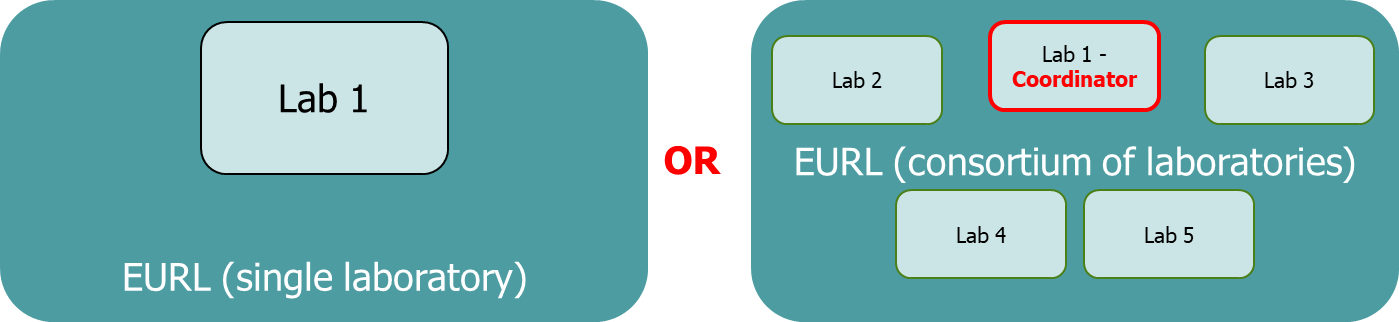 Lab 1
EURL (single laboratory)
OR
Lab 2
Lab 1 -
Coordinator
Lab 3
EURL (consortium of laboratories)
Lab 4
Lab 5